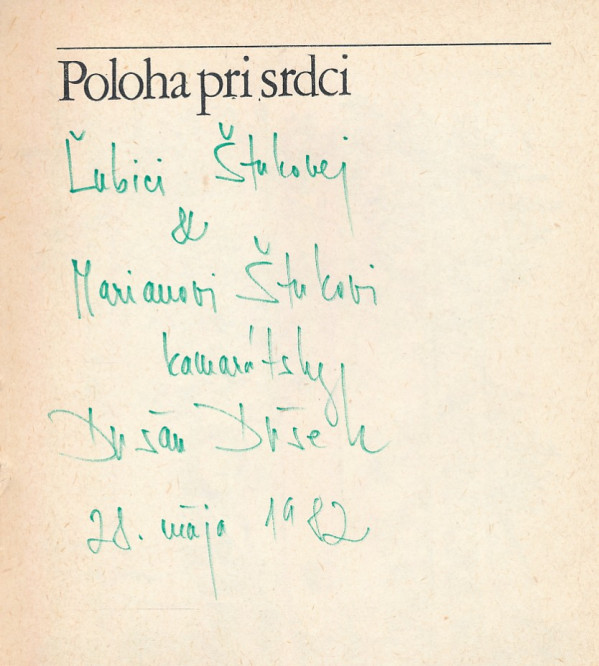 Poloha pri srdci
Ľubici Štukovej
&
Marianovi Štukovi
kamarátsky
Dušan Dušek
28. mája 1982